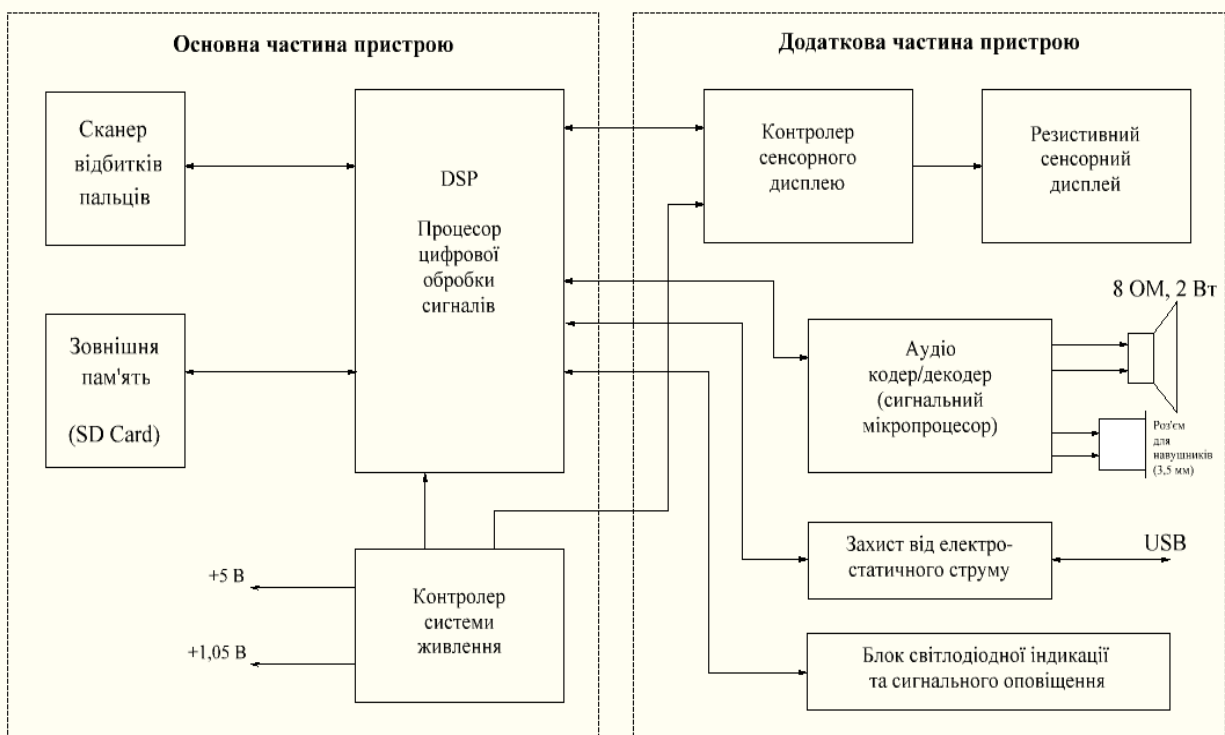 Основна частина пристрою
Сканер
відбитків
пальців
DSP
Процесор
цифрової
обробки
сигналів
Зовнішня
пам'ять
(SD Card)
+5 В
+1,05 В
Контролер
системи
живлення
Додаткова частина пристрою
Контролер
сенсорного
дисплею
Резистивний
сенсорний
дисплей
8 ОМ, 2 Вт
Аудіо
кодер/декодер
(сигнальний
мікропроцесор)
Роз'єм
для
навушників
(3,5 мм)
Захист від електро-
статичного струму
USB
Блок світлодіодної індикації
та сигнального оповіщення